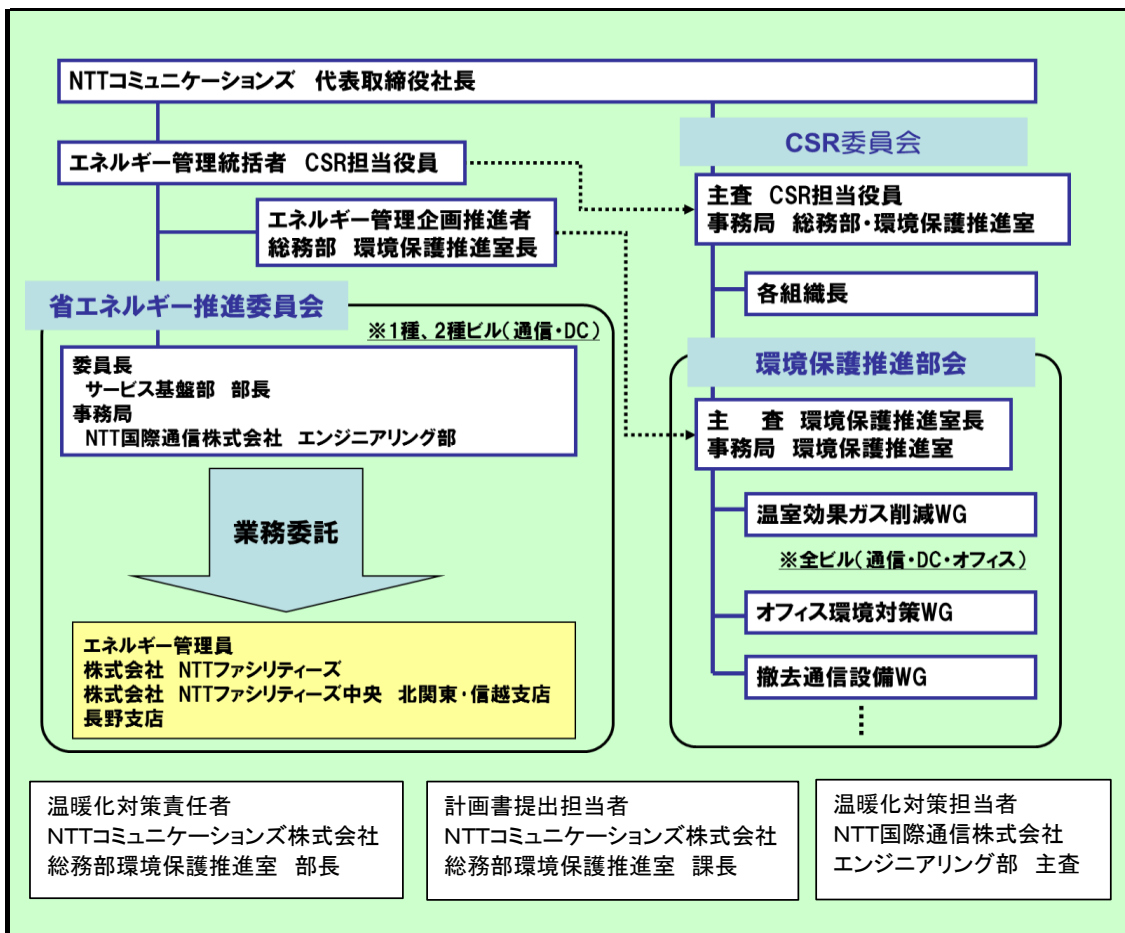 NTTコミュニケーションズ 代表取締役社長
エネルギー管理統括者 CSR担当役員
エネルギー管理企画推進者
総務部 環境保護推進室長
省エネルギー推進委員会
※1種、2種ビル(通信・DC)
委員長
サービス基盤部 部長
事務局
NTT国際通信株式会社 エンジニアリング部
業務委託
エネルギー管理員
株式会社 NTTファシリティーズ
株式会社 NTTファシリティーズ中央 北関東・信越支店
長野支店
CSR委員会
主査 CSR担当役員
事務局 総務部・環境保護推進室
各組織長
環境保護推進部会
主 査 環境保護推進室長
事務局 環境保護推進室
温室効果ガス削減WG
※全ビル(通信・DC・オフィス)
オフィス環境対策WG
撤去通信設備WG
温暖化対策責任者
NTTコミュニケーションズ株式会社
総務部環境保護推進室 部長
計画書提出担当者
NTTコミュニケーションズ株式会社
総務部環境保護推進室 課長
温暖化対策担当者
NTT国際通信株式会社
エンジニアリング部 主査